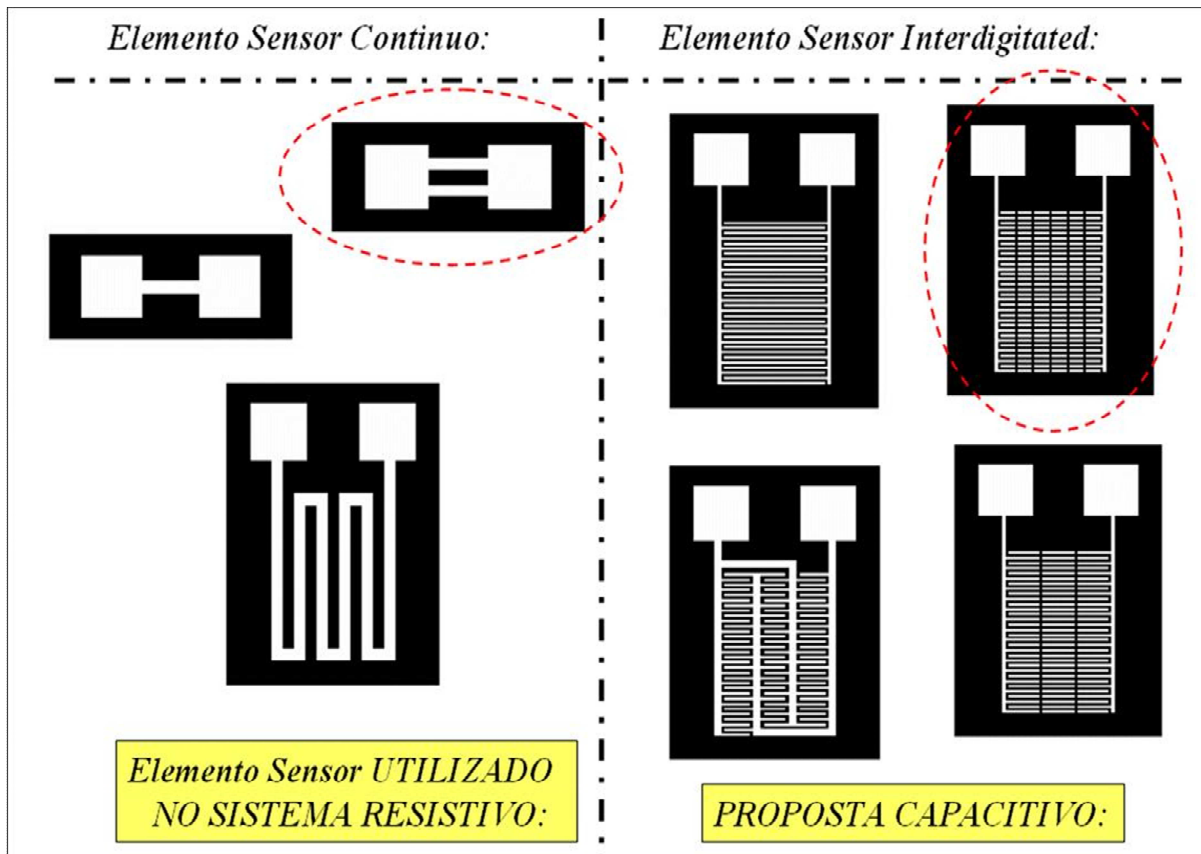 Elemento Sensor Continuo:
Elemento Sensor Interdigitated:
Elemento Sensor UTILIZADO
NO SISTEMA RESISTIVO:
PROPOSTA CAPACITIVO: